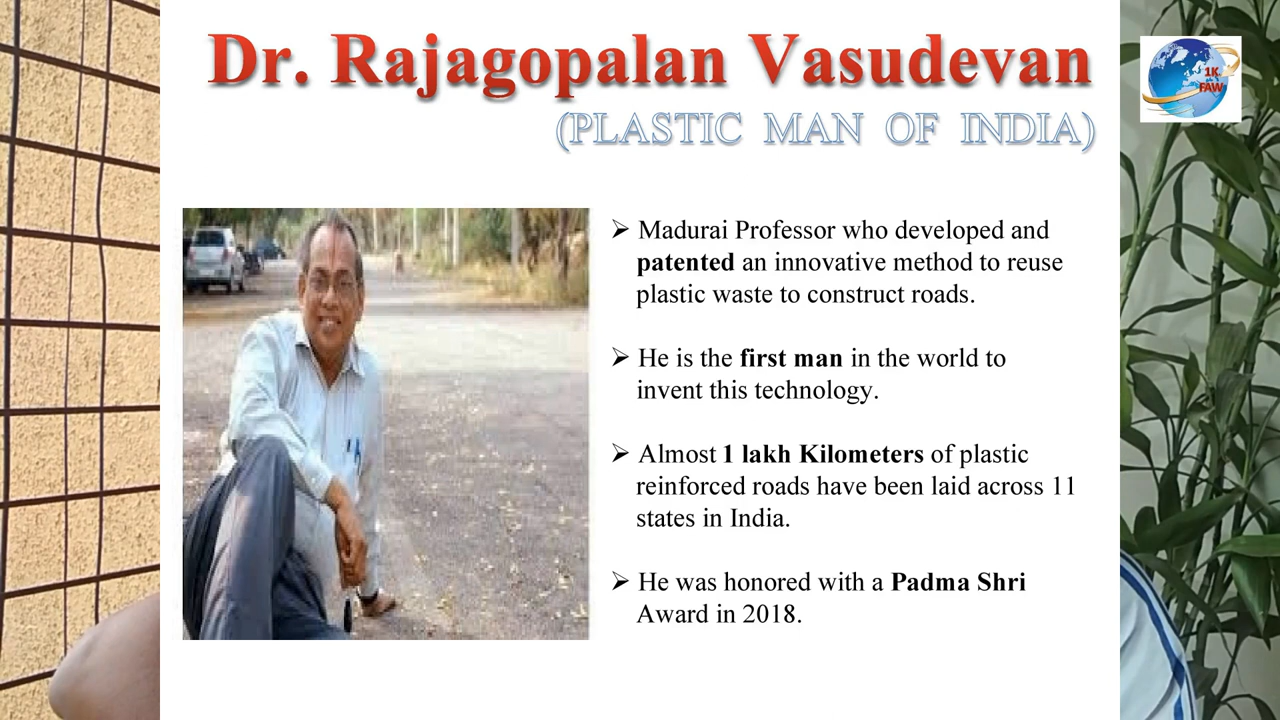 Dr. Rajagopalan Vasudevan
(PLASTIC MAN OF INDIA)
1K
FAW
➢ Madurai Professor who developed and
patented an innovative method to reuse
plastic waste to construct roads.
➢ He is the first man in the world to
invent this technology.
➢ Almost 1 lakh Kilometers of plastic
reinforced roads have been laid across 11
states in India.
➢ He was honored with a Padma Shri
Award in 2018.